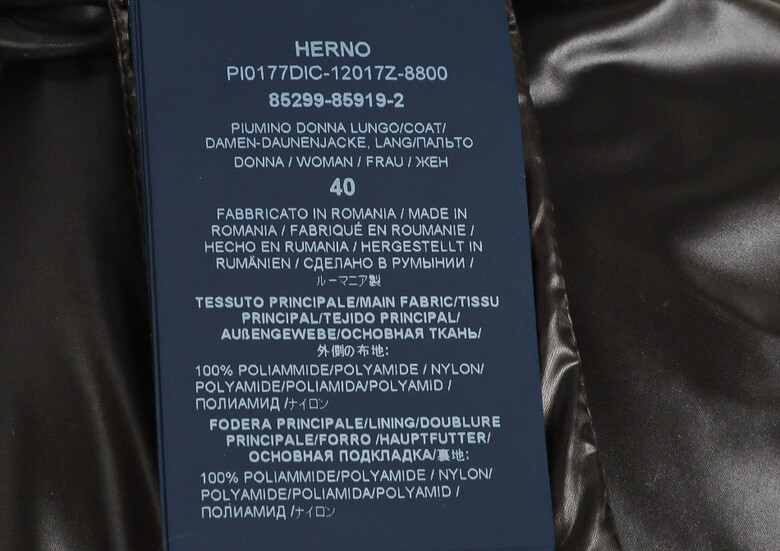 HERNO
PI0177DIC-12017Z-8800
85299-85919-2
PIUMINO DONNA LUNGO/COAT/
DAMEN-DAUNENJACKE, LANG/ПАЛЬТО
DONNA / WOMAN / FRAU / ЖЕН
40
FABBRICATO IN ROMANIA / MADE IN
ROMANIA / FABRIQUÉ EN ROUMANIE /
HECHO EN RUMANIA / HERGESTELLT IN
RUMÄNIEN / СДЕЛАНО В РУМЫНИИ /
ルーマニア製
TESSUTO PRINCIPALE/MAIN FABRIC/TISSU
PRINCIPAL/TEJIDO PRINCIPAL/
AUßENGEWEBE/ОСНОВНАЯ ТКАНЬ/
外側の布地:
100% POLIAMMIDE/POLYAMIDE / NYLON/
POLYAMIDE/POLIAMIDA/POLYAMID /
ПОЛИАМИД /ナイロン
FODERA PRINCIPALE/LINING/DOUBLURE
PRINCIPALE/FORRO /HAUPTFUTTER/
ОСНОВНАЯ ПОДКЛАДКА/裏地:
100% POLIAMMIDE/POLYAMIDE / NYLON/
POLYAMIDE/POLIAMIDA/POLYAMID /
ПОЛИАМИД /ナイロン